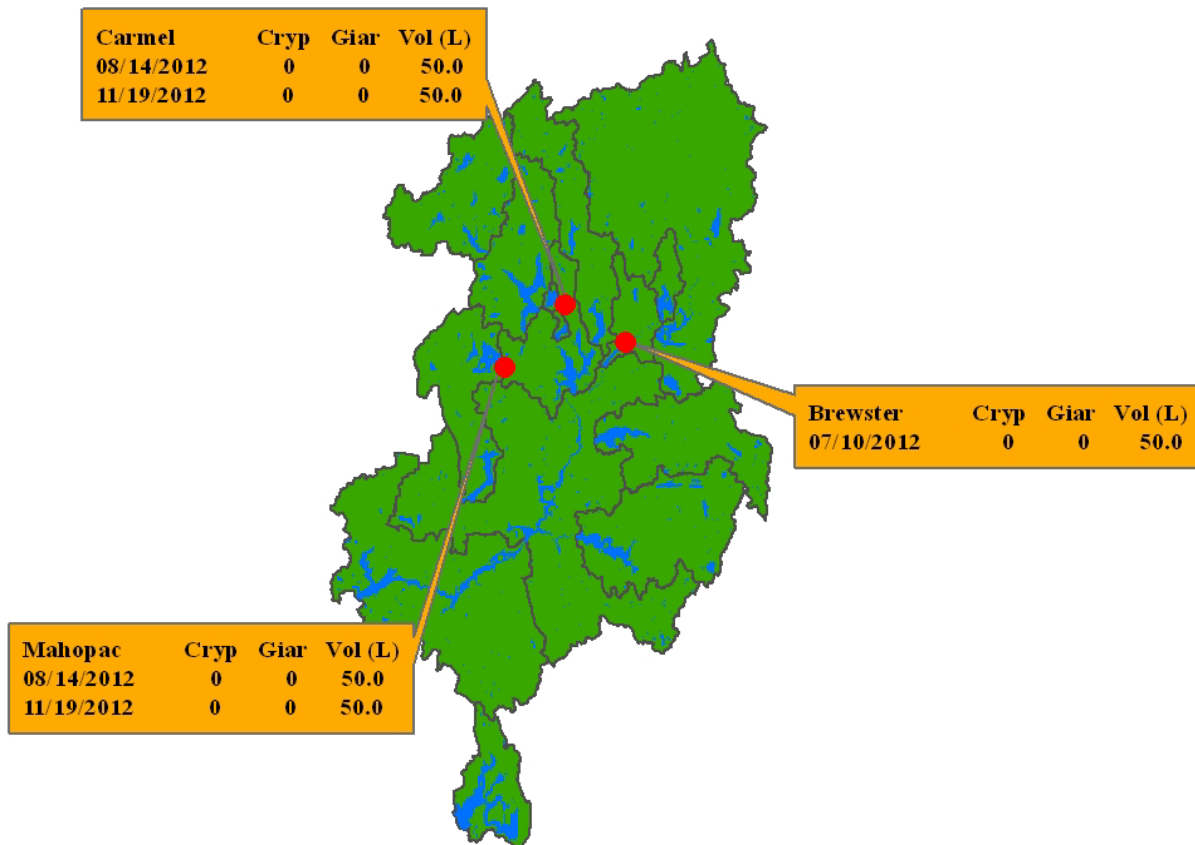 Carmel Cryp Giar Vol (L)
08/14/2012 0 0 50.0
11/19/2012 0 0 50.0
Brewster Cryp Giar Vol (L)
07/10/2012 0 0 50.0
Mahopac Cryp Giar Vol (L)
08/14/2012 0 0 50.0
11/19/2012 0 0 50.0